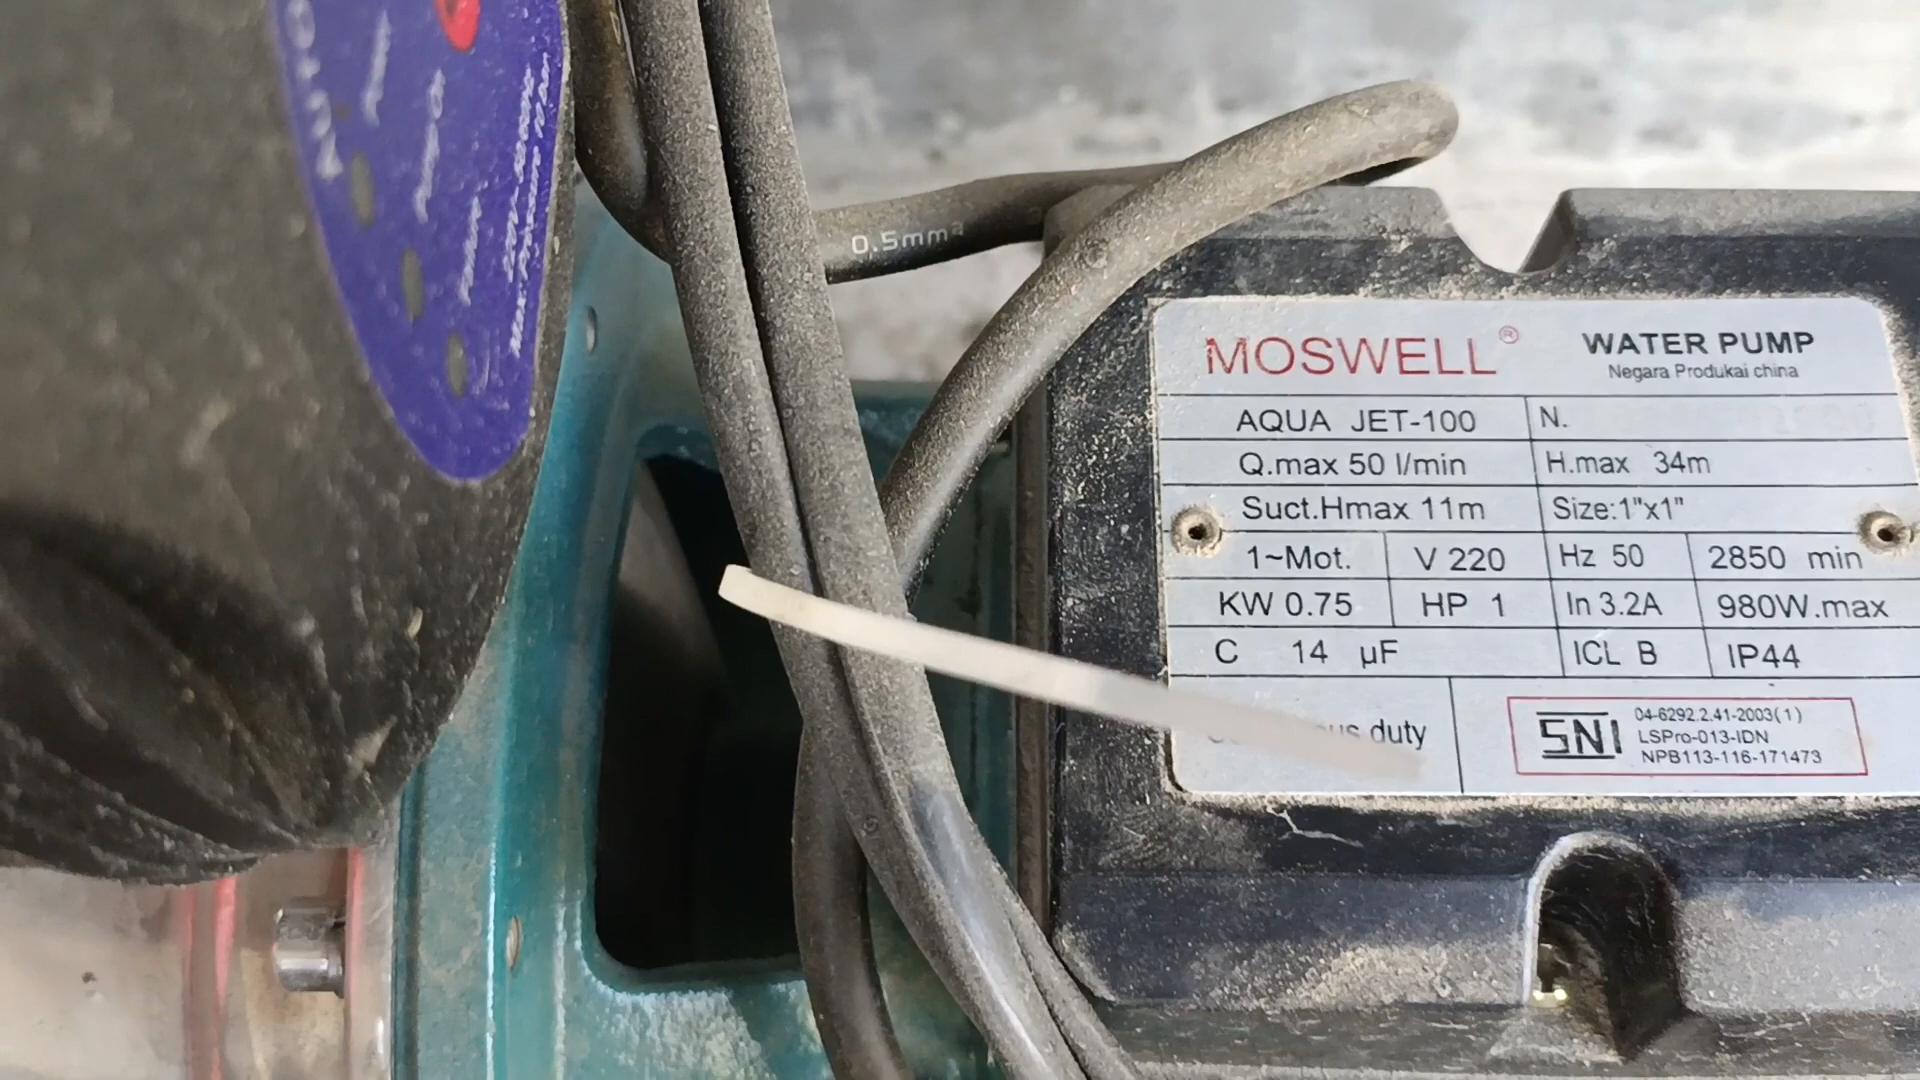 0.5mm²
MOSWELL® WATER PUMP
Negara Produkai china
AQUA JET-100 N.
Q.max 50 l/min H.max 34m
Suct.Hmax 11m Size:1"x1"
1~Mot. V 220 Hz 50 2850 min
KW 0.75 HP 1 In 3.2A 980W.max
C 14 µF ICL B IP44
duty
SNI 04-6292.2.41-2003(1)
LSPro-013-IDN
NPB113-116-171473